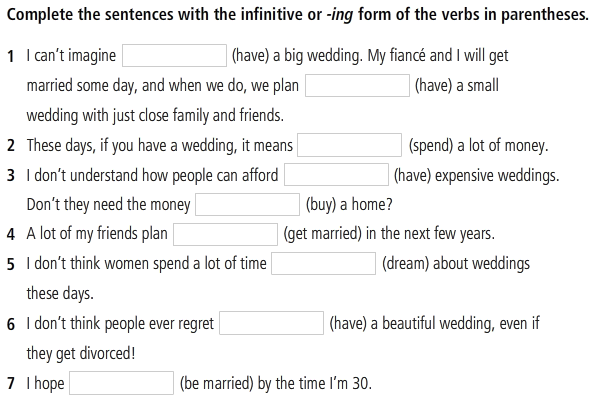 Complete the sentences with the infinitive or -ing form of the verbs in parentheses.
1 I can't imagine (have) a big wedding. My fiancé and I will get
married some day, and when we do, we plan (have) a small
wedding with just close family and friends.
2 These days, if you have a wedding, it means (spend) a lot of money.
3 I don't understand how people can afford (have) expensive weddings.
Don't they need the money (buy) a home?
4 A lot of my friends plan (get married) in the next few years.
5 I don't think women spend a lot of time (dream) about weddings
these days.
6 I don't think people ever regret (have) a beautiful wedding, even if
they get divorced!
7 I hope (be married) by the time I'm 30.